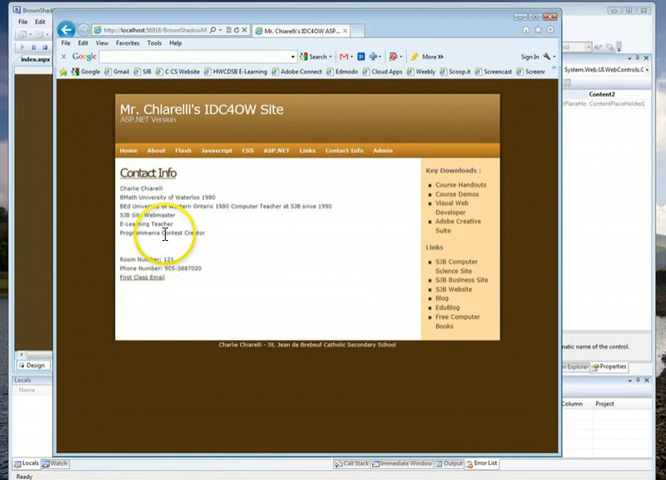 File Edit
index.aspx
http://localhost:56918/BrownShadowM
Mr. Chiarelli's IDC4OW AS...
File Edit View Favorites Tools Help
Google
Search
More »
Sign In
Google Gmail SJB C CS Website HWCDSB E-Learning Adobe Connect Edmodo Cloud Apps Weebly Scoop.it Screencast Screenr
System.Web.UI.WebControls.C
Content2
ContentPlaceHolder1
Mr. Chiarelli's IDC4OW Site
ASP.NET Version
Home About Flash Javascript CSS ASP.NET Links Contact Info Admin
Contact Info
Charlie Chiarelli
BMath University of Waterloo 1980
BEd University of Western Ontario 1980 Computer Teacher at SJB since 1990
SJB Site Webmaster
E-Learning Teacher
Programmania Contest Creator
Room Number: 121
Phone Number: 905-3887020
First Class Email
Key Downloads :
Course Handouts
Course Demos
Visual Web
Developer
Adobe Creative
Suite
Links
SJB Computer
Science Site
SJB Business Site
SJB Website
Blog
EduBlog
Free Computer
Books
Charlie Chiarelli - St. Jean de Brebeuf Catholic Secondary School
matic name of the control.
Design
Explorer Properties
Locals
Name
Column Project
Locals Watch
Call Stack Immediate Window Output Error List
Ready